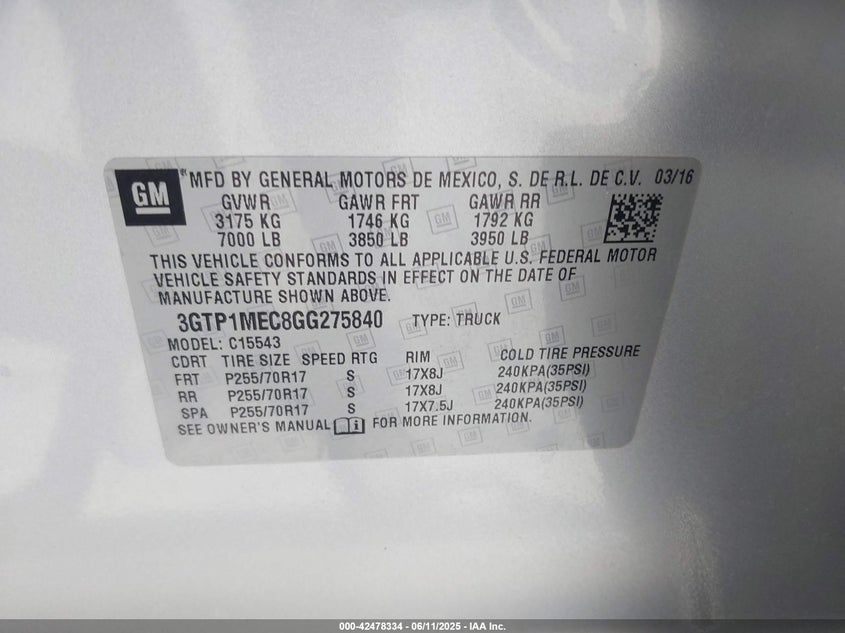 GM ® MFD BY GENERAL MOTORS DE MEXICO, S. DE R.L. DE C.V. 03/16
GVWR GAWR FRT GAWR RR
3175 KG 1746 KG 1792 KG
7000 LB 3850 LB 3950 LB
THIS VEHICLE CONFORMS TO ALL APPLICABLE U.S. FEDERAL MOTOR
VEHICLE SAFETY STANDARDS IN EFFECT ON THE DATE OF
MANUFACTURE SHOWN ABOVE.
3GTP1MEC8GG275840 TYPE: TRUCK
MODEL: C15543
CDRT TIRE SIZE SPEED RTG RIM COLD TIRE PRESSURE
FRT P255/70R17 S 17X8J 240KPA(35PSI)
RR P255/70R17 S 17X8J 240KPA(35PSI)
SPA P255/70R17 S 17X7.5J 240KPA(35PSI)
SEE OWNER'S MANUAL FOR MORE INFORMATION.
000-42478334 - 06/11/2025 - IAA Inc.